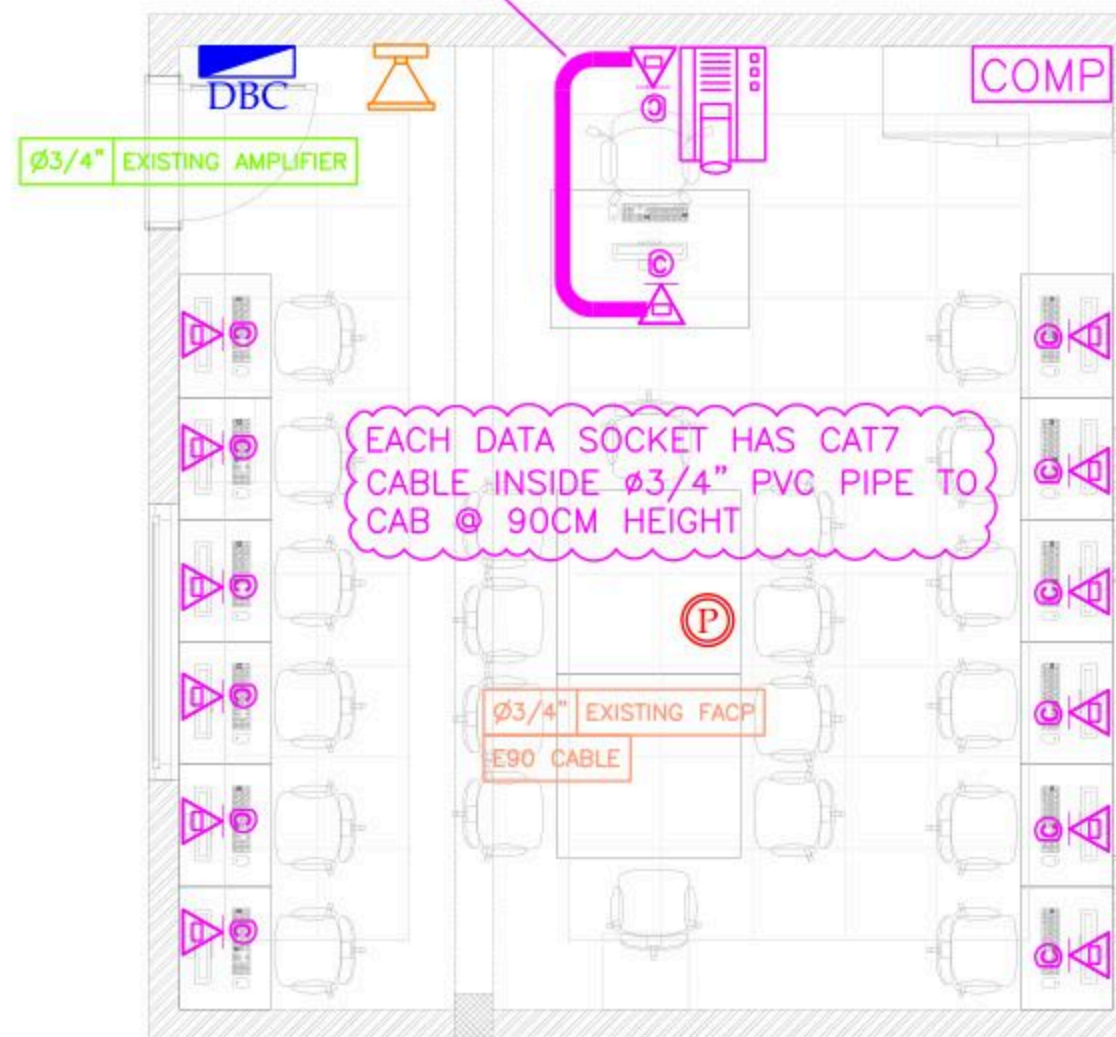 COMP
DBC
Ø3/4" EXISTING AMPLIFIER
C
C
C
C
C
C
EACH DATA SOCKET HAS CAT7
CABLE INSIDE ø3/4" PVC PIPE TO
CAB @ 90CM HEIGHT
C
C
P
C
C
Ø3/4" EXISTING FACP
E90 CABLE
C
C
C
C